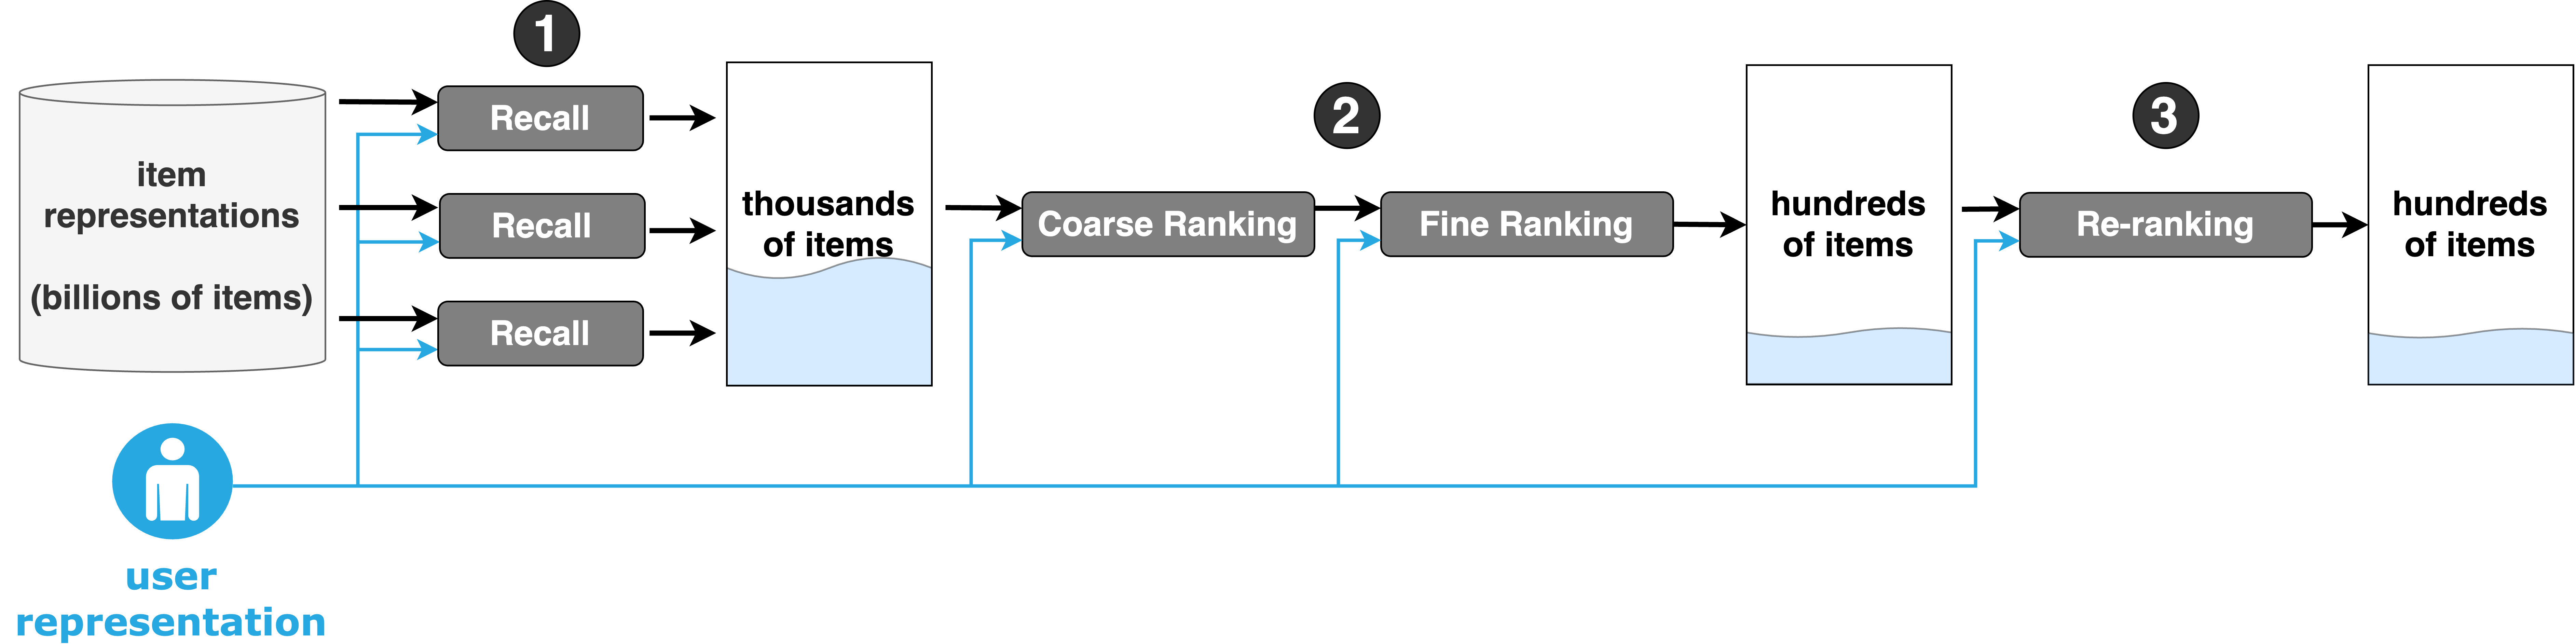 1
Recall
Recall
Recall
item
representations
(billions of items)
thousands
of items
2
Coarse Ranking
Fine Ranking
hundreds
of items
3
Re-ranking
hundreds
of items
user
representation